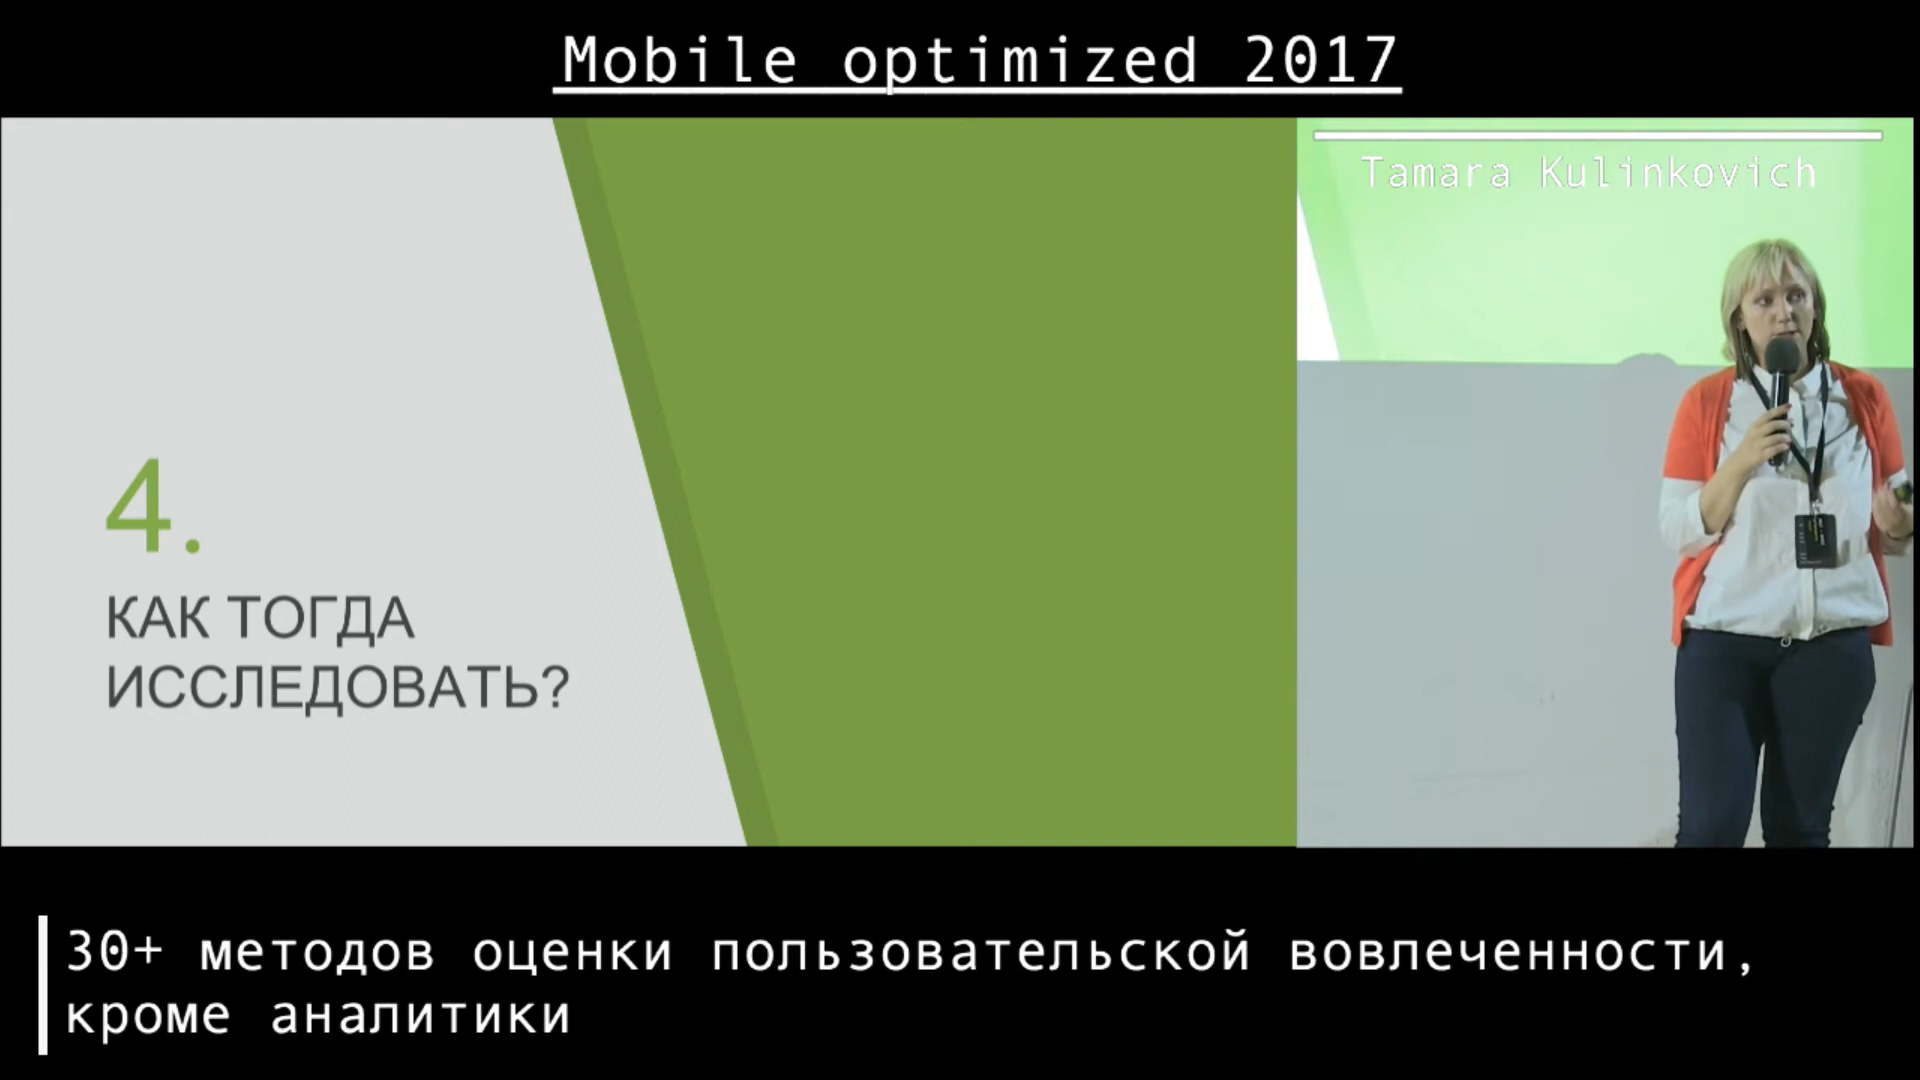 Mobile optimized 2017
Tamara Kulinkovich
4.
КАК ТОГДА
ИССЛЕДОВАТЬ?
30+ методов оценки пользовательской вовлеченности,
кроме аналитики